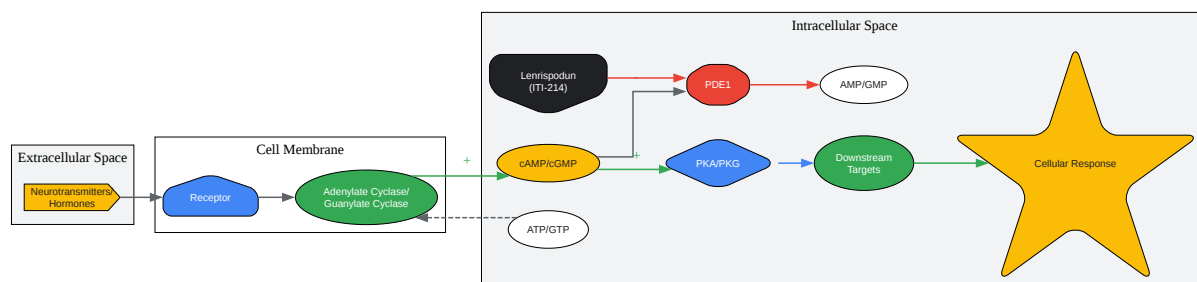 Intracellular Space
Lenrispodun
(ITI-214)
-
PDE1
AMP/GMP
Extracellular Space
Neurotransmitters/
Hormones
Cell Membrane
Receptor
Adenylate Cyclase/
Guanylate Cyclase
+
cAMP/cGMP
+
PKA/PKG
Downstream
Targets
Cellular Response
ATP/GTP